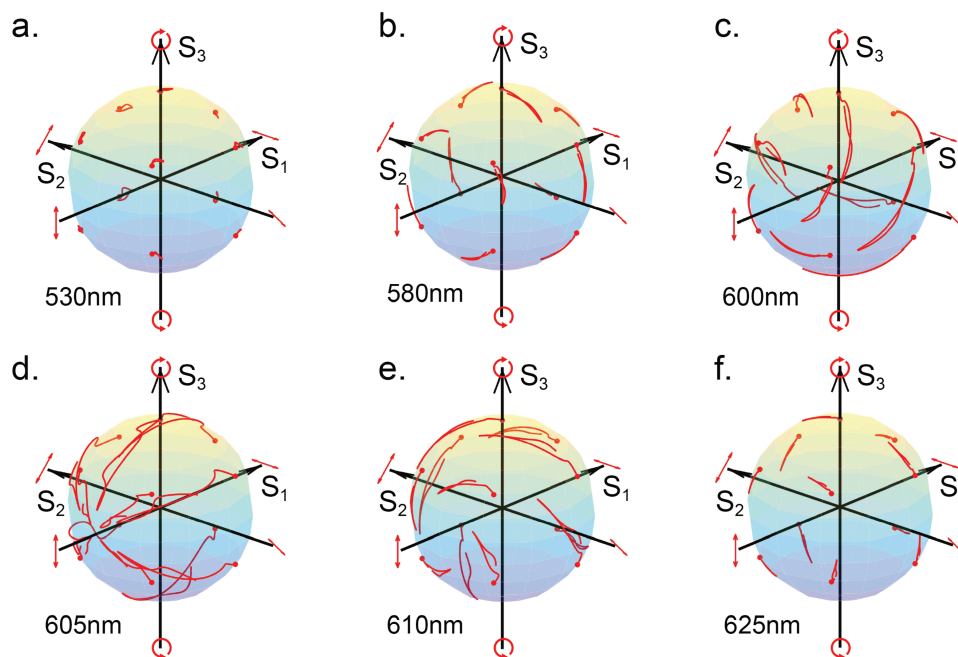 a.
S3
S2
S1
530nm
b.
S3
S2
S1
580nm
c.
S3
S2
S
600nm
d.
S3
S2
S1
605nm
e.
S3
S2
S1
610nm
f.
S3
S2
S
625nm